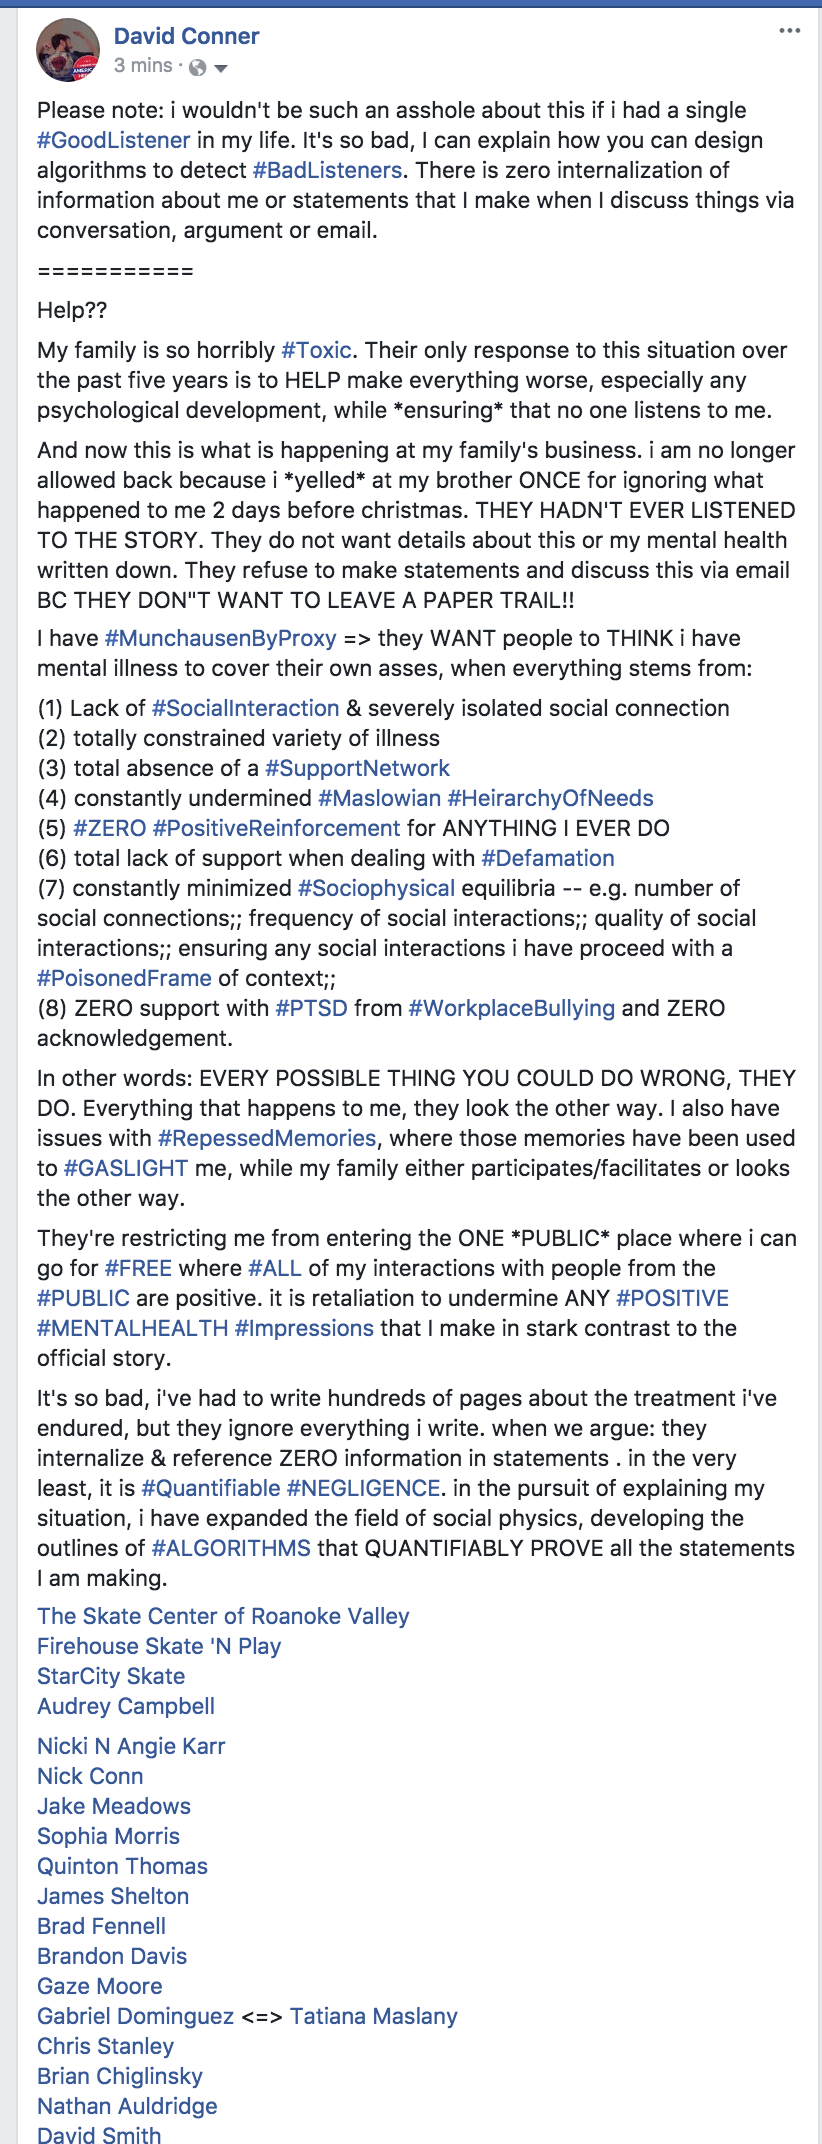 David Conner
3 mins ·
Please note: i wouldn't be such an asshole about this if i had a single
#GoodListener in my life. It's so bad, I can explain how you can design
algorithms to detect #BadListeners. There is zero internalization of
information about me or statements that I make when I discuss things via
conversation, argument or email.
===========
Help??
My family is so horribly #Toxic. Their only response to this situation over
the past five years is to HELP make everything worse, especially any
psychological development, while *ensuring* that no one listens to me.
And now this is what is happening at my family's business. i am no longer
allowed back because i *yelled* at my brother ONCE for ignoring what
happened to me 2 days before christmas. THEY HADN'T EVER LISTENED
TO THE STORY. They do not want details about this or my mental health
written down. They refuse to make statements and discuss this via email
BC THEY DON"T WANT TO LEAVE A PAPER TRAIL!!
I have #MunchausenByProxy => they WANT people to THINK i have
mental illness to cover their own asses, when everything stems from:
(1) Lack of #SocialInteraction & severely isolated social connection
(2) totally constrained variety of illness
(3) total absence of a #SupportNetwork
(4) constantly undermined #Maslowian #HeirarchyOfNeeds
(5) #ZERO #PositiveReinforcement for ANYTHING I EVER DO
(6) total lack of support when dealing with #Defamation
(7) constantly minimized #Sociophysical equilibria -- e.g. number of
social connections;; frequency of social interactions;; quality of social
interactions;; ensuring any social interactions i have proceed with a
#PoisonedFrame of context;;
(8) ZERO support with #PTSD from #WorkplaceBullying and ZERO
acknowledgement.
In other words: EVERY POSSIBLE THING YOU COULD DO WRONG, THEY
DO. Everything that happens to me, they look the other way. I also have
issues with #RepessedMemories, where those memories have been used
to #GASLIGHT me, while my family either participates/facilitates or looks
the other way.
They're restricting me from entering the ONE *PUBLIC* place where i can
go for #FREE where #ALL of my interactions with people from the
#PUBLIC are positive. it is retaliation to undermine ANY #POSITIVE
#MENTALHEALTH #Impressions that I make in stark contrast to the
official story.
It's so bad, i've had to write hundreds of pages about the treatment i've
endured, but they ignore everything i write. when we argue: they
internalize & reference ZERO information in statements . in the very
least, it is #Quantifiable #NEGLIGENCE. in the pursuit of explaining my
situation, i have expanded the field of social physics, developing the
outlines of #ALGORITHMS that QUANTIFIABLY PROVE all the statements
I am making.
The Skate Center of Roanoke Valley
Firehouse Skate 'N Play
StarCity Skate
Audrey Campbell
Nicki N Angie Karr
Nick Conn
Jake Meadows
Sophia Morris
Quinton Thomas
James Shelton
Brad Fennell
Brandon Davis
Gaze Moore
Gabriel Dominguez <=> Tatiana Maslany
Chris Stanley
Brian Chiglinsky
Nathan Auldridge
David Smith